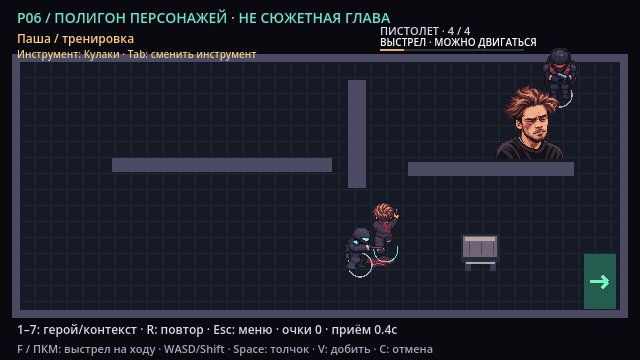 P06 / ПОЛИГОН ПЕРСОНАЖЕЙ · НЕ СЮЖЕТНАЯ ГЛАВА
Паша / тренировка
Инструмент: Кулаки · Tab: сменить инструмент
ПИСТОЛЕТ · 4 / 4
ВЫСТРЕЛ · МОЖНО ДВИГАТЬСЯ
1–7: герой/контекст · R: повтор · Esc: меню · очки 0 · приём 0.4с
F / ПКМ: выстрел на ходу · WASD/Shift · Space: толчок · V: добить · C: отмена